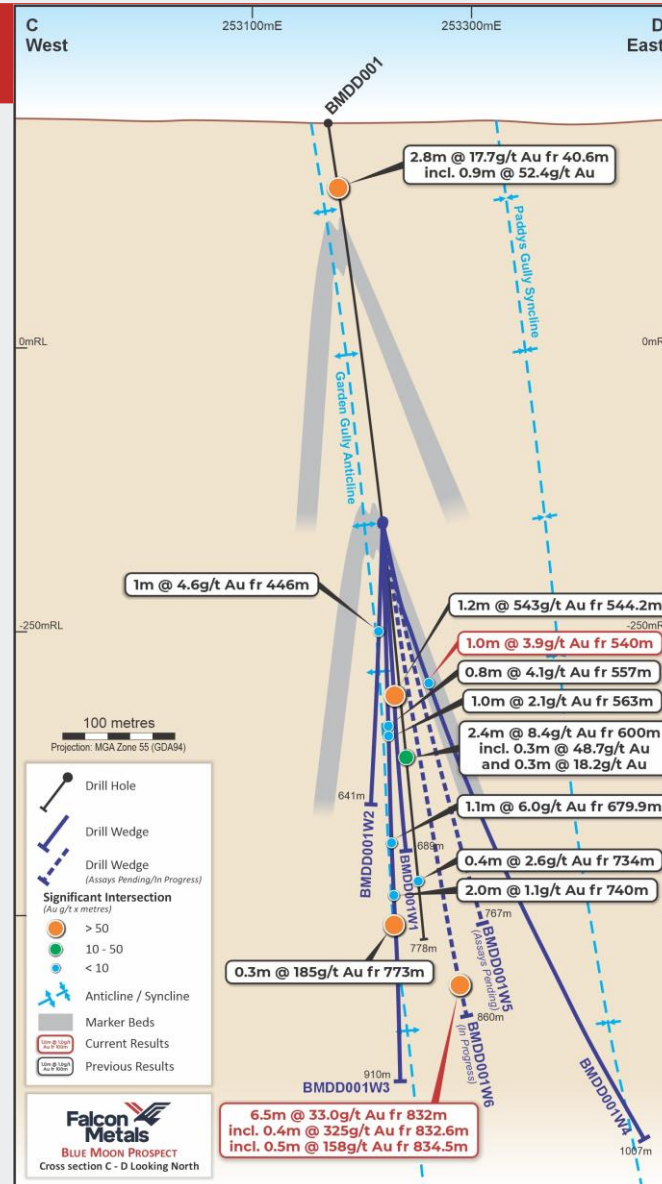 C
West
253100mE
253300mE
D
East
BMDD001
2.8m @ 17.7g/t Au fr 40.6m
incl. 0.9m @ 52.4g/t Au
Paddys Gully Syncline
0mRL
0mR
Garden Gully Anticline
1m @ 4.6g/t Au fr 446m
1.2m @ 543g/t Au fr 544.2m
-250mRL
-250mR
1.0m @ 3.9g/t Au fr 540m
0.8m @ 4.1g/t Au fr 557m
1.0m @ 2.1g/t Au fr 563m
2.4m @ 8.4g/t Au fr 600m
incl. 0.3m @ 48.7g/t Au
and 0.3m @ 18.2g/t Au
100 metres
Projection: MGA Zone 55 (GDA94)
641m
BMDD001W2
1.1m @ 6.0g/t Au fr 679.9m
689m
BMDD001W1
0.4m @ 2.6g/t Au fr 734m
2.0m @ 1.1g/t Au fr 740m
767m
BMDD001W5
(Assays Pending)
778m
0.3m @ 185g/t Au fr 773m
860m
BMDD001W6
(In Progress)
910m
BMDD001W3
BMDD001W4
1007m
6.5m @ 33.0g/t Au fr 832m
incl. 0.4m @ 325g/t Au fr 832.6m
incl. 0.5m @ 158g/t Au fr 834.5m
Drill Hole
Drill Wedge
Drill Wedge
(Assays Pending/In Progress)
Significant Intersection
(Au g/t x metres)
> 50
10 - 50
< 10
Anticline / Syncline
Marker Beds
Current Results
Previous Results
Falcon
Metals
BLUE MOON PROSPECT
Cross section C - D Looking North